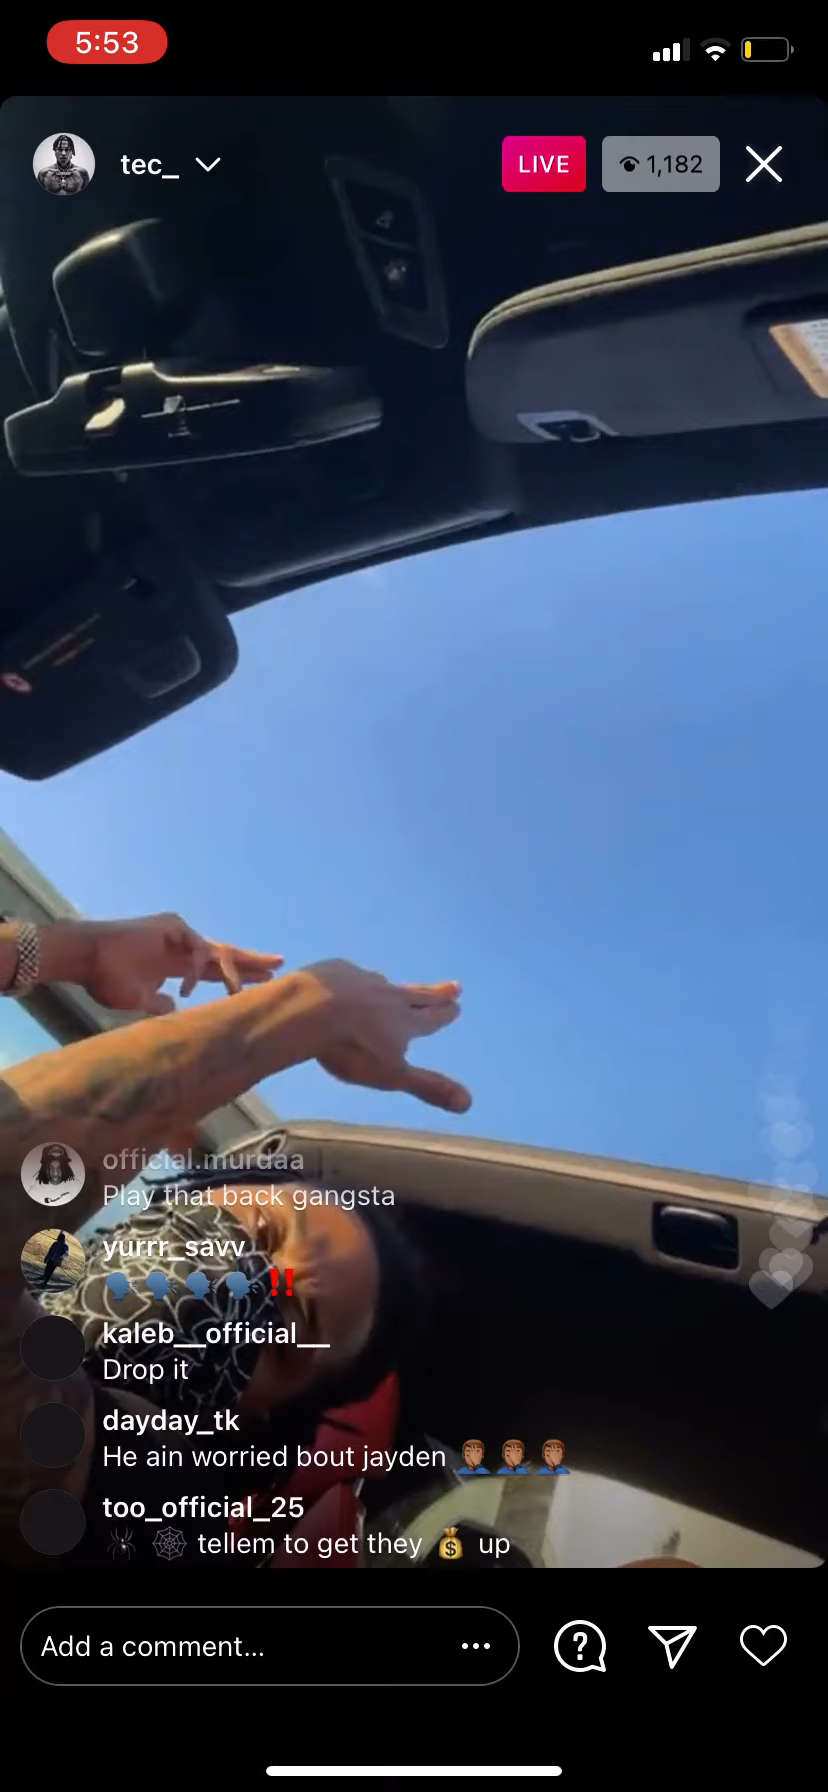 5:53
tec_
LIVE
1,182
official.murdaa
Play that back gangsta
yurrr_savv
🗣️🗣️🗣️🗣️‼️
kaleb__official__
Drop it
dayday_tk
He ain worried bout jayden 🤦🏽‍♂️🤦🏽‍♂️🤦🏽‍♂️
too_official_25
🕷️ 🕸️ tellem to get they 💰 up
Add a comment...